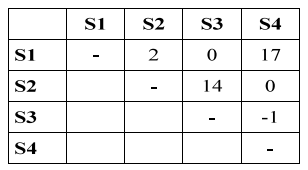 S1 S2 S3 S4
S1 - 2 0 17
S2 - 14 0
S3 - -1
S4 -